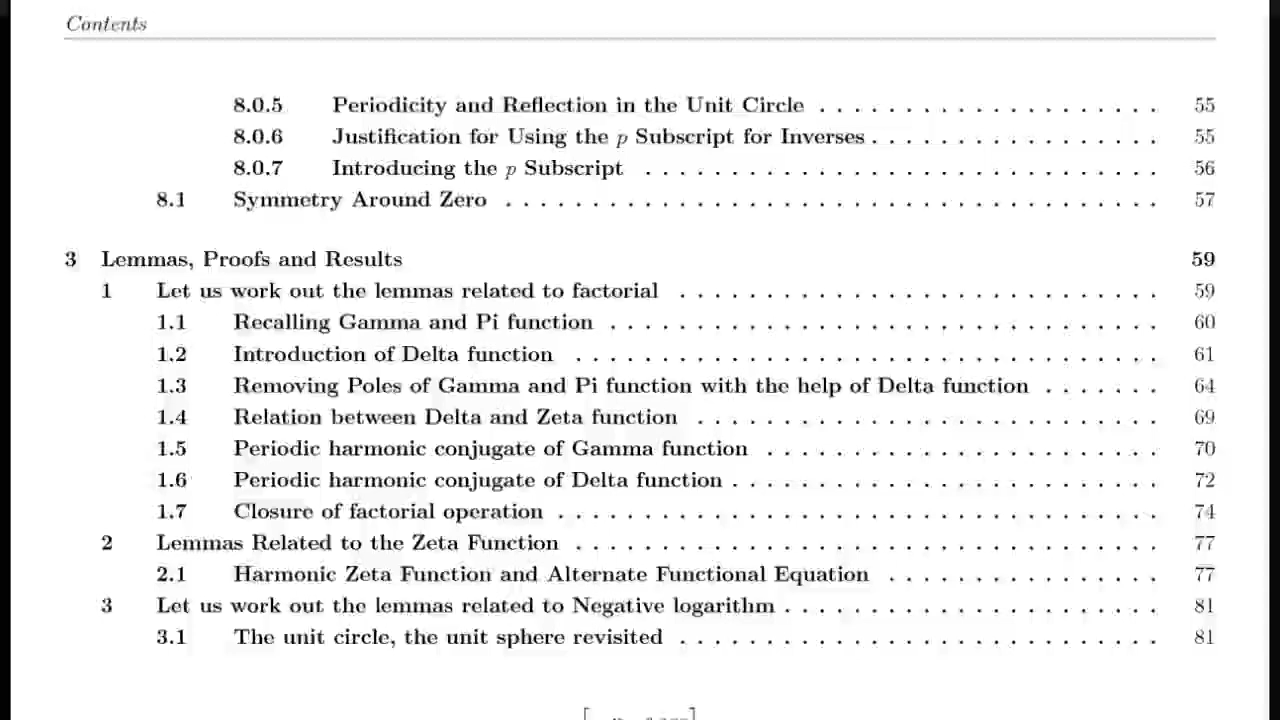 Contents
8.0.5 Periodicity and Reflection in the Unit Circle . . . . . . . . . . . . . . . . . . . . 55
8.0.6 Justification for Using the p Subscript for Inverses . . . . . . . . . . . . . . . . . 55
8.0.7 Introducing the p Subscript . . . . . . . . . . . . . . . . . . . . . . . . . . . . . . 56
8.1 Symmetry Around Zero . . . . . . . . . . . . . . . . . . . . . . . . . . . . . . . . . . . . . . 57
3 Lemmas, Proofs and Results 59
1 Let us work out the lemmas related to factorial . . . . . . . . . . . . . . . . . . . . . . . . . . . . 59
1.1 Recalling Gamma and Pi function . . . . . . . . . . . . . . . . . . . . . . . . . . . . . . . . 60
1.2 Introduction of Delta function . . . . . . . . . . . . . . . . . . . . . . . . . . . . . . . . . . 61
1.3 Removing Poles of Gamma and Pi function with the help of Delta function . . . . . . . 64
1.4 Relation between Delta and Zeta function . . . . . . . . . . . . . . . . . . . . . . . . . . . 69
1.5 Periodic harmonic conjugate of Gamma function . . . . . . . . . . . . . . . . . . . . . . . 70
1.6 Periodic harmonic conjugate of Delta function . . . . . . . . . . . . . . . . . . . . . . . . . 72
1.7 Closure of factorial operation . . . . . . . . . . . . . . . . . . . . . . . . . . . . . . . . . . . 74
2 Lemmas Related to the Zeta Function . . . . . . . . . . . . . . . . . . . . . . . . . . . . . . . . . . 77
2.1 Harmonic Zeta Function and Alternate Functional Equation . . . . . . . . . . . . . . . . 77
3 Let us work out the lemmas related to Negative logarithm . . . . . . . . . . . . . . . . . . . . . . 81
3.1 The unit circle, the unit sphere revisited . . . . . . . . . . . . . . . . . . . . . . . . . . . . 81